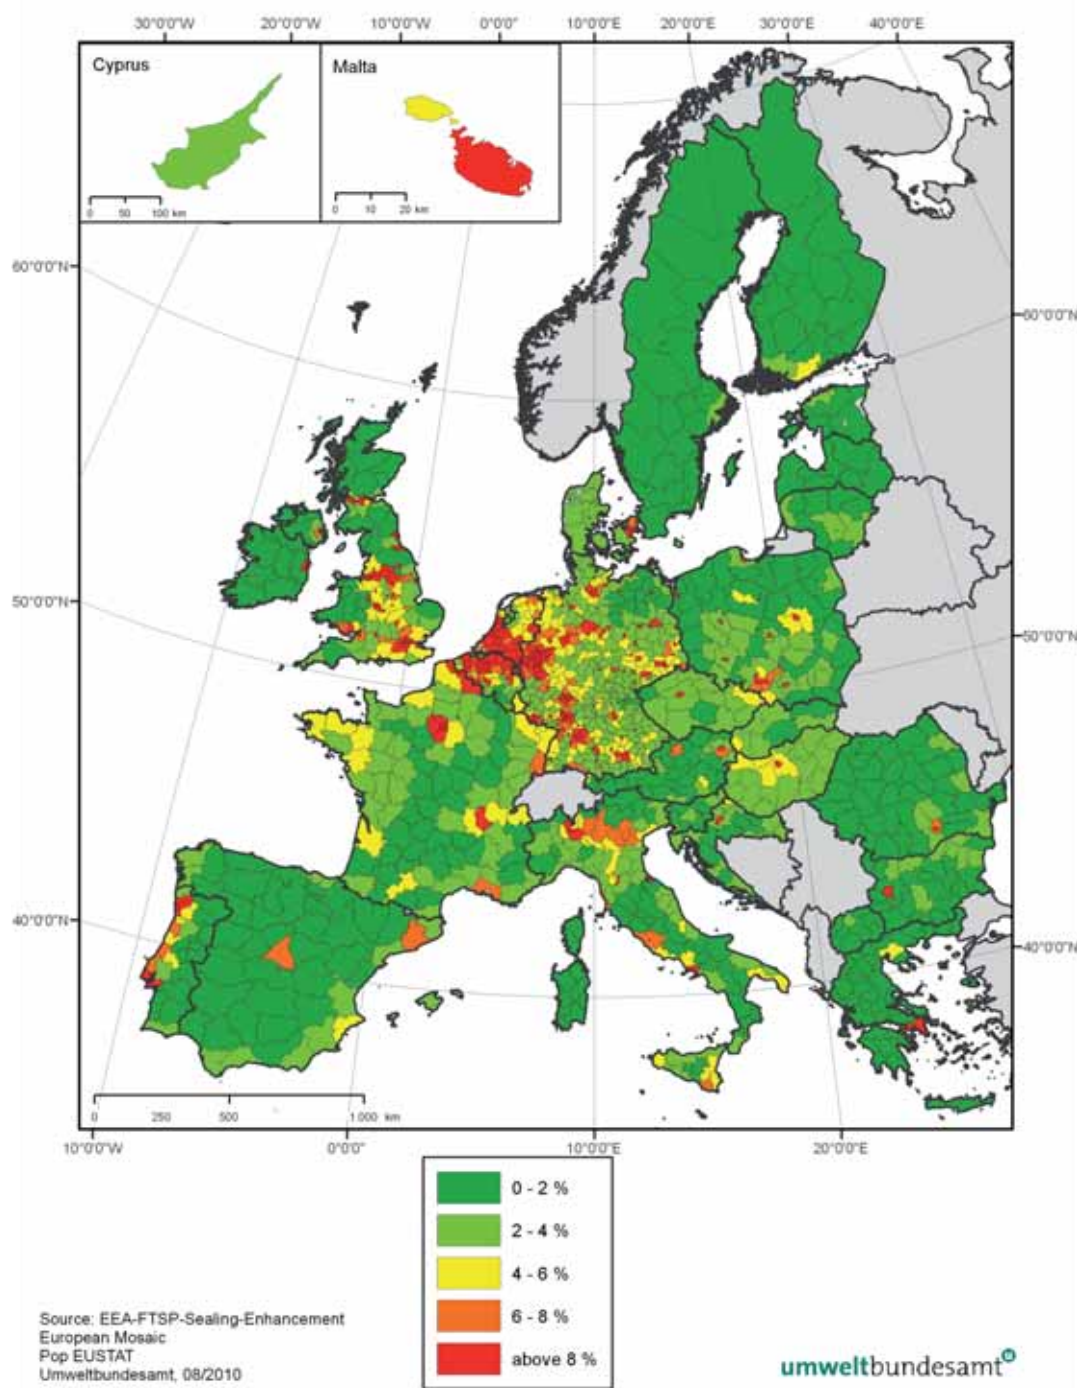 30°0'0"W 20°0'0"W 10°0'0"W 0°0'0" 10°0'0"E 20°0'0"E 30°0'0"E 40°0'0"E
Cyprus
0 50 100 km
Malta
0 10 20 km
60°0'0"N
60°0'0"N
50°0'0"N
50°0'0"N
40°0'0"N
40°0'0"N
0 250 500 1 000 km
10°0'0"W 0°0'0" 10°0'0"E 20°0'0"E
0 - 2 %
2 - 4 %
4 - 6 %
6 - 8 %
above 8 %
Source: EEA-FTSP-Sealing-Enhancement
European Mosaic
Pop EUSTAT
Umweltbundesamt, 08/2010
umweltbundesamt